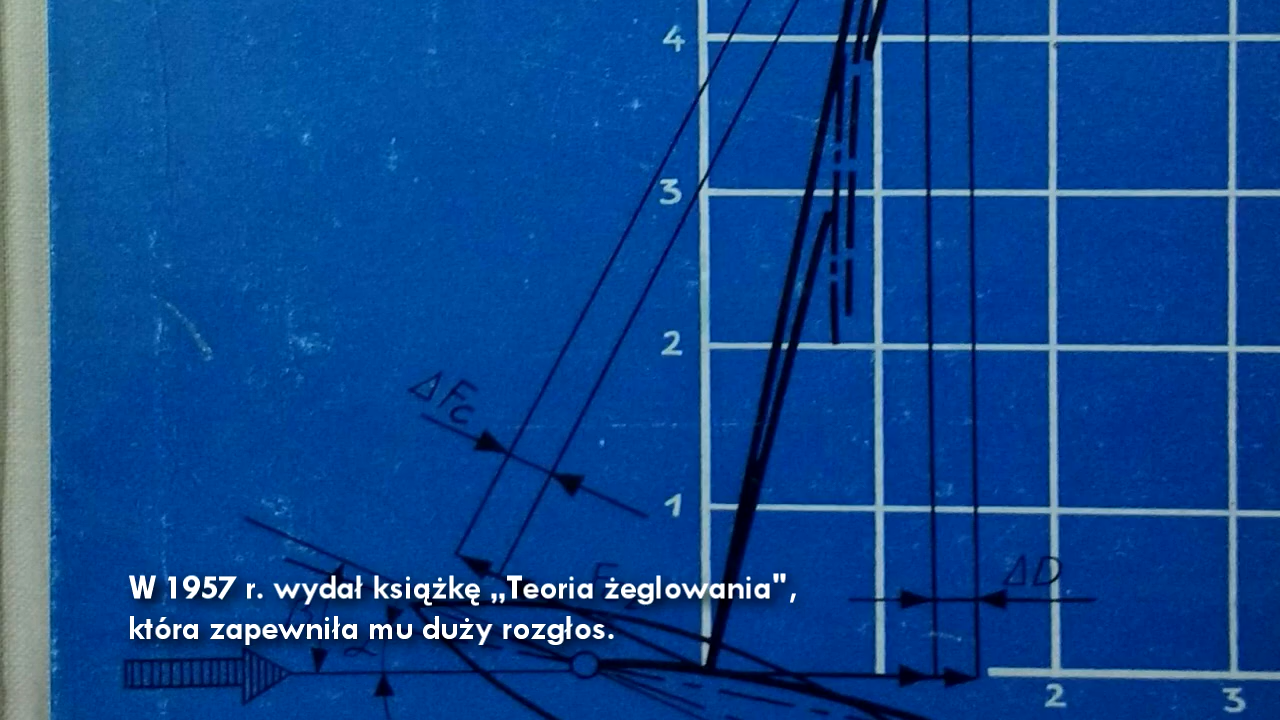 4
3
2
ΔFc
1
ΔD
W 1957 r. wydał książkę „Teoria żeglowania",
która zapewniła mu duży rozgłos.
2 3